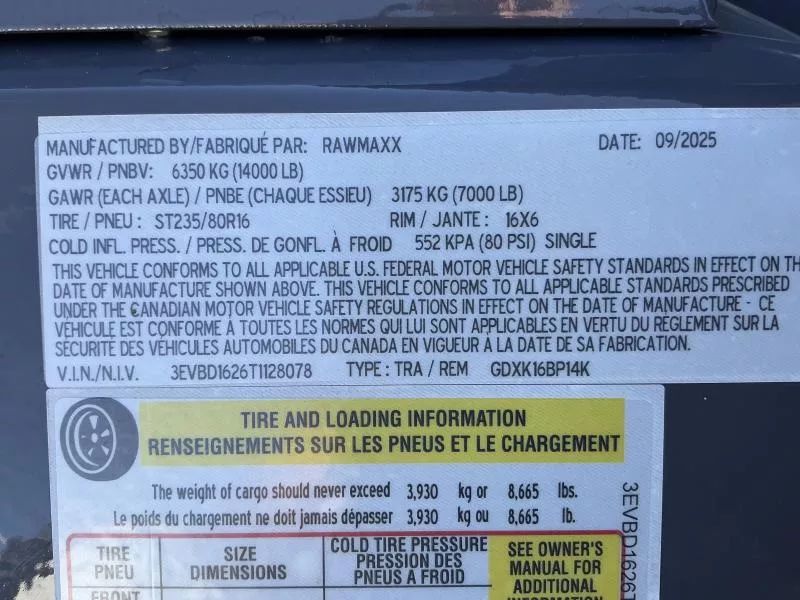 MANUFACTURED BY/FABRIQUÉ PAR: RAWMAXX DATE: 09/2025
GVWR / PNBV: 6350 KG (14000 LB)
GAWR (EACH AXLE) / PNBE (CHAQUE ESSIEU) 3175 KG (7000 LB)
TIRE / PNEU : ST235/80R16 RIM / JANTE : 16X6
COLD INFL. PRESS. / PRESS. DE GONFL. À FROID 552 KPA (80 PSI) SINGLE
THIS VEHICLE CONFORMS TO ALL APPLICABLE U.S. FEDERAL MOTOR VEHICLE SAFETY STANDARDS IN EFFECT ON TH
DATE OF MANUFACTURE SHOWN ABOVE. THIS VEHICLE CONFORMS TO ALL APPLICABLE STANDARDS PRESCRIBED
UNDER THE CANADIAN MOTOR VEHICLE SAFETY REGULATIONS IN EFFECT ON THE DATE OF MANUFACTURE - CE
VÉHICULE EST CONFORME À TOUTES LES NORMES QUI LUI SONT APPLICABLES EN VERTU DU RÈGLEMENT SUR LA
SÉCURITÉ DES VÉHICULES AUTOMOBILES DU CANADA EN VIGUEUR À LA DATE DE SA FABRICATION.
V.I.N./N.I.V. 3EVBD1626T1128078 TYPE : TRA / REM GDXK16BP14K
TIRE AND LOADING INFORMATION
RENSEIGNEMENTS SUR LES PNEUS ET LE CHARGEMENT
The weight of cargo should never exceed 3,930 kg or 8,665 lbs.
Le poids du chargement ne doit jamais dépasser 3,930 kg ou 8,665 lb.
TIRE
PNEU
SIZE
DIMENSIONS
COLD TIRE PRESSURE
PRESSION DES
PNEUS A FROID
SEE OWNER'S
MANUAL FOR
ADDITIONAL
INFORMATION
FRONT
3EVBD1626T